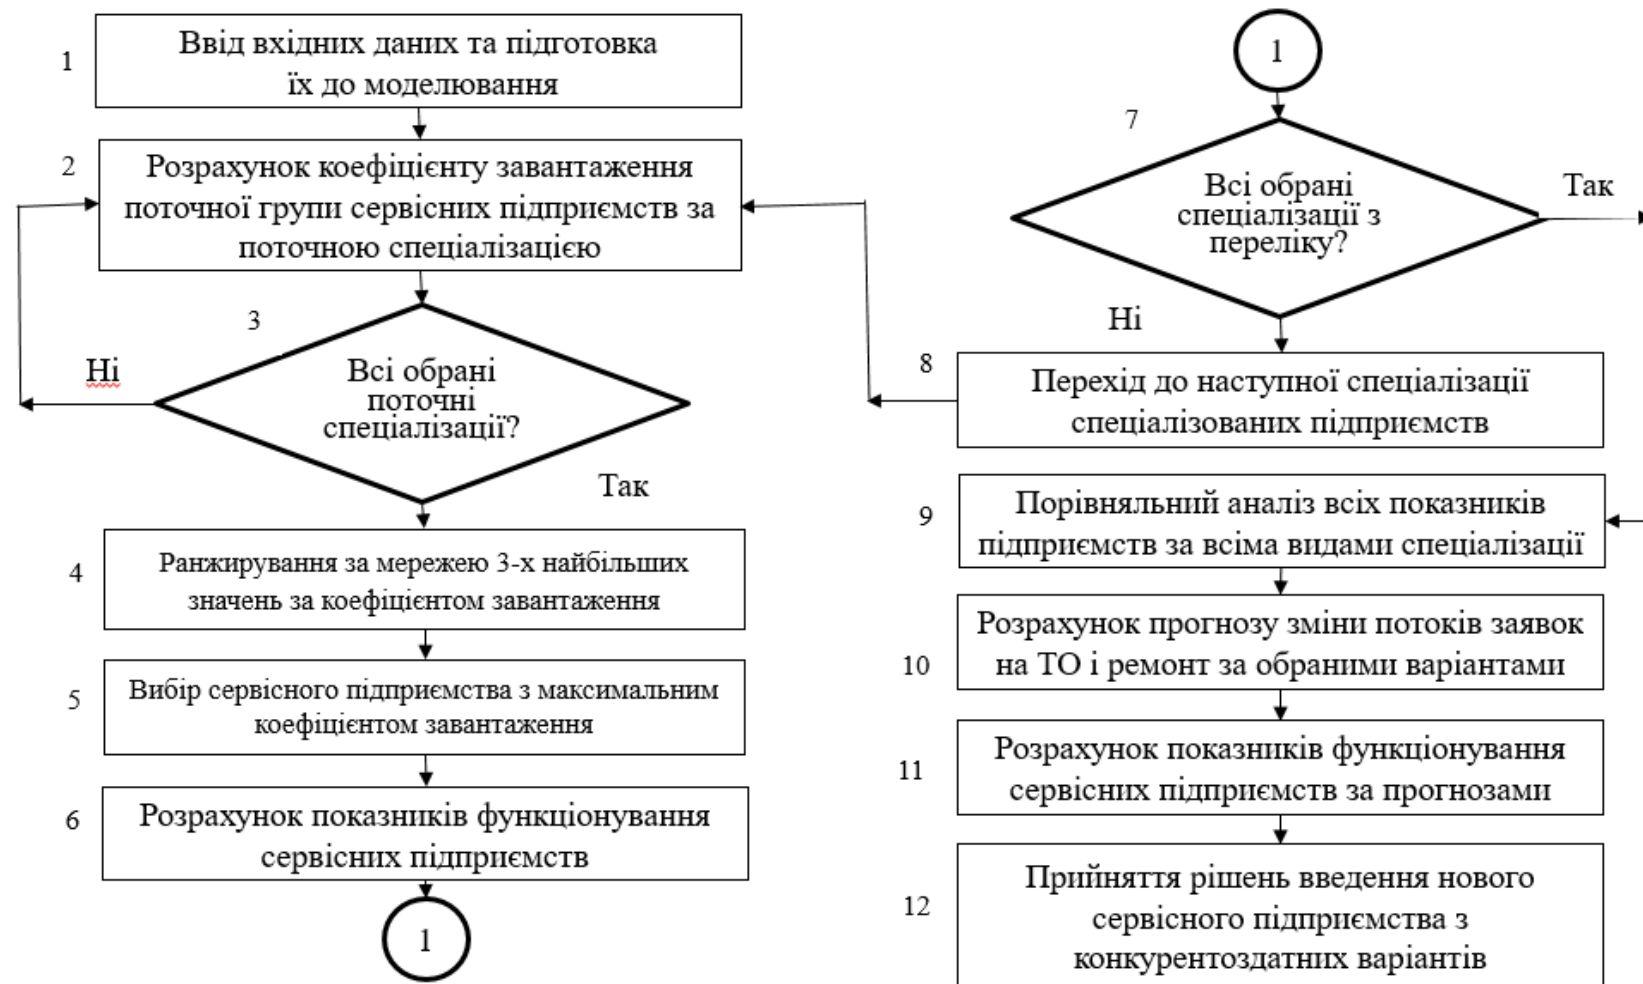 1
Ввід вхідних даних та підготовка
їх до моделювання
2
Розрахунок коефіцієнту завантаження
поточної групи сервісних підприємств за
поточною спеціалізацією
3
Ні
Всі обрані
поточні
спеціалізації?
Так
4
Ранжирування за мережею 3-х найбільших
значень за коефіцієнтом завантаження
5
Вибір сервісного підприємства з максимальним
коефіцієнтом завантаження
6
Розрахунок показників функціонування
сервісних підприємств
1
1
7
Всі обрані
спеціалізації з
переліку?
Так
Ні
8
Перехід до наступної спеціалізації
спеціалізованих підприємств
9
Порівняльний аналіз всіх показників
підприємств за всіма видами спеціалізації
10
Розрахунок прогнозу зміни потоків заявок
на ТО і ремонт за обраними варіантами
11
Розрахунок показників функціонування
сервісних підприємств за прогнозами
12
Прийняття рішень введення нового
сервісного підприємства з
конкурентоздатних варіантів